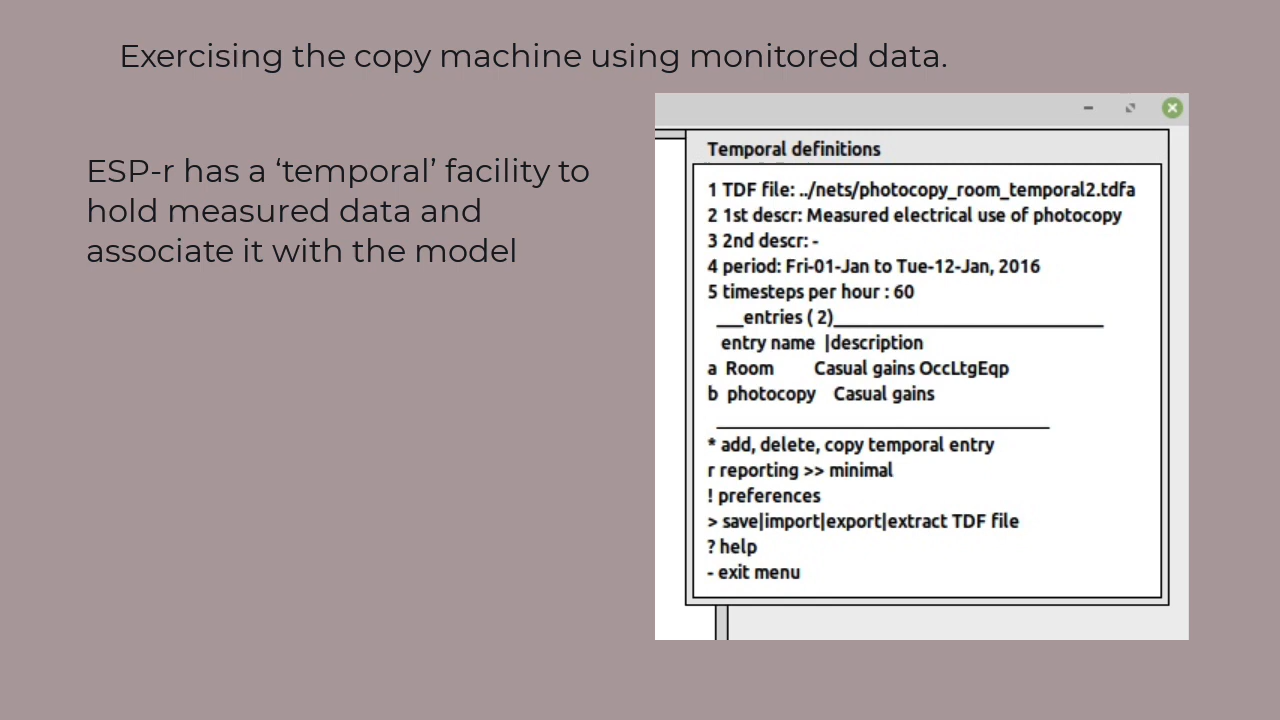 Exercising the copy machine using monitored data.
ESP-r has a ‘temporal’ facility to
hold measured data and
associate it with the model
Temporal definitions
1 TDF file: ../nets/photocopy_room_temporal2.tdfa
2 1st descr: Measured electrical use of photocopy
3 2nd descr: -
4 period: Fri-01-Jan to Tue-12-Jan, 2016
5 timesteps per hour : 60
___entries ( 2)______________________________
entry name |description
a Room Casual gains OccLtgEqp
b photocopy Casual gains
_____________________________________
* add, delete, copy temporal entry
r reporting >> minimal
! preferences
> save|import|export|extract TDF file
? help
- exit menu